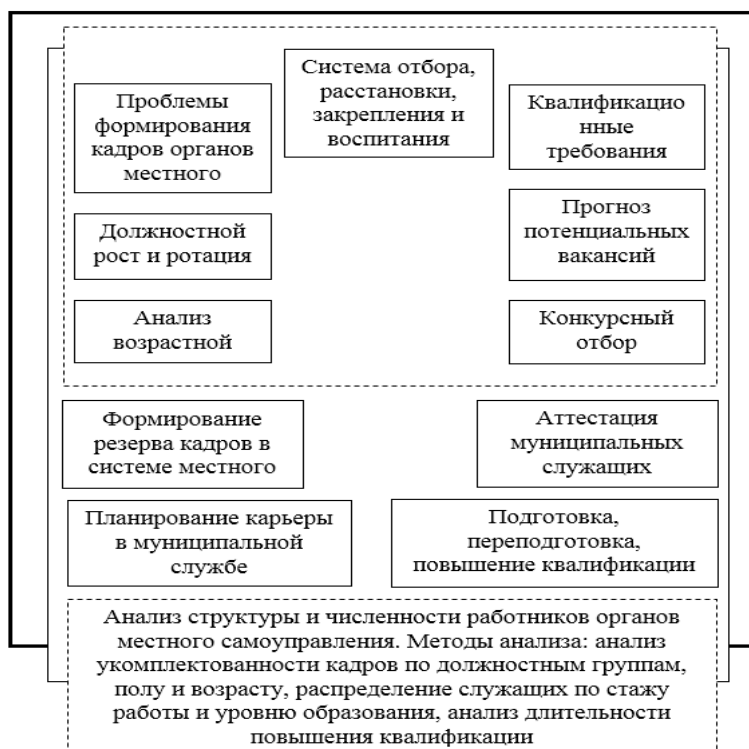 Система отбора,
расстановки,
закрепления и
воспитания
Проблемы
формирования
кадров органов
местного
Квалификацио
нные
требования
Должностной
рост и ротация
Прогноз
потенциальных
вакансий
Анализ
возрастной
Конкурсный
отбор
Формирование
резерва кадров в
системе местного
Аттестация
муниципальных
служащих
Планирование карьеры
в муниципальной
службе
Подготовка,
переподготовка,
повышение квалификации
Анализ структуры и численности работников органов
местного самоуправления. Методы анализа: анализ
укомплектованности кадров по должностным группам,
полу и возрасту, распределение служащих по стажу
работы и уровню образования, анализ длительности
повышения квалификации